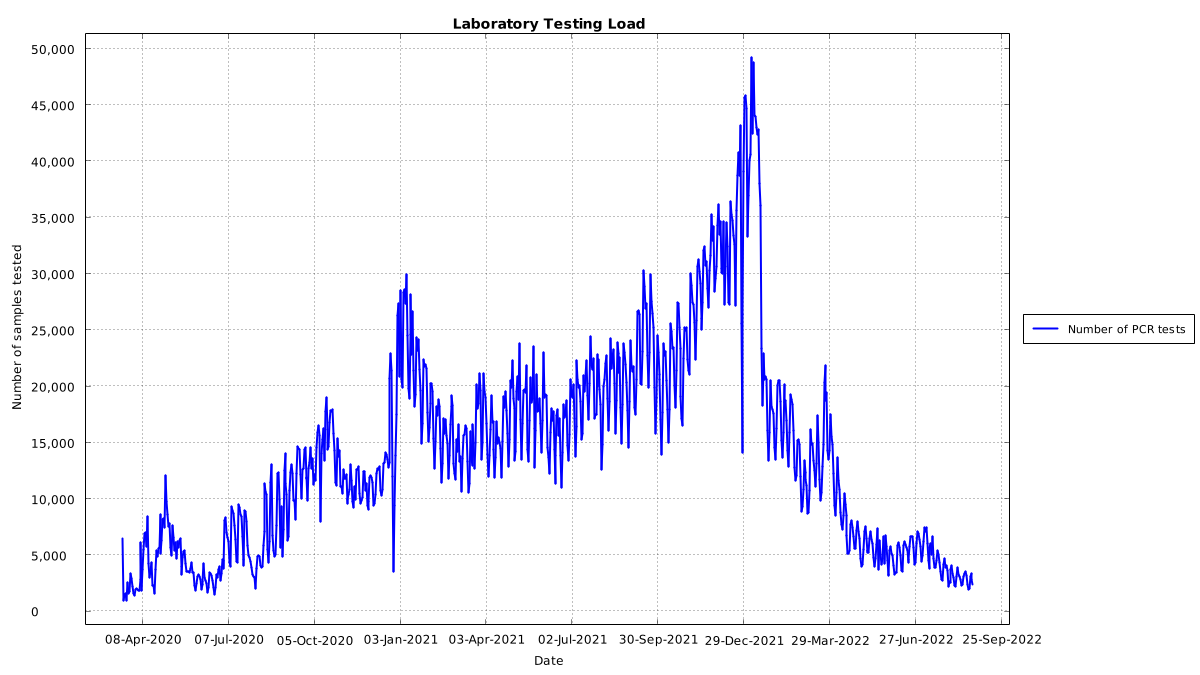 Laboratory Testing Load
50,000
45,000
40,000
35,000
30,000
25,000
20,000
15,000
10,000
5,000
0
Number of samples tested
08-Apr-2020 07-Jul-2020 05-Oct-2020 03-Jan-2021 03-Apr-2021 02-Jul-2021 30-Sep-2021 29-Dec-2021 29-Mar-2022 27-Jun-2022 25-Sep-2022
Date
Number of PCR tests